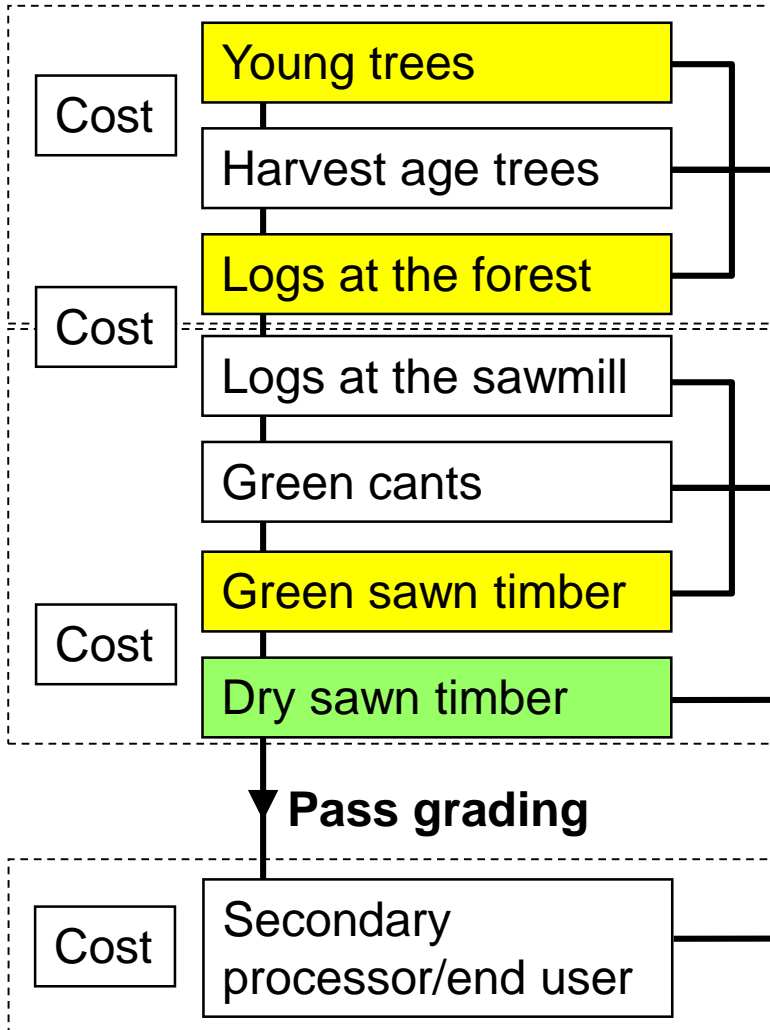 Young trees
Cost
Harvest age trees
Logs at the forest
Cost
Logs at the sawmill
Green cants
Green sawn timber
Cost
Dry sawn timber
Pass grading
Secondary
Cost
processor/end user